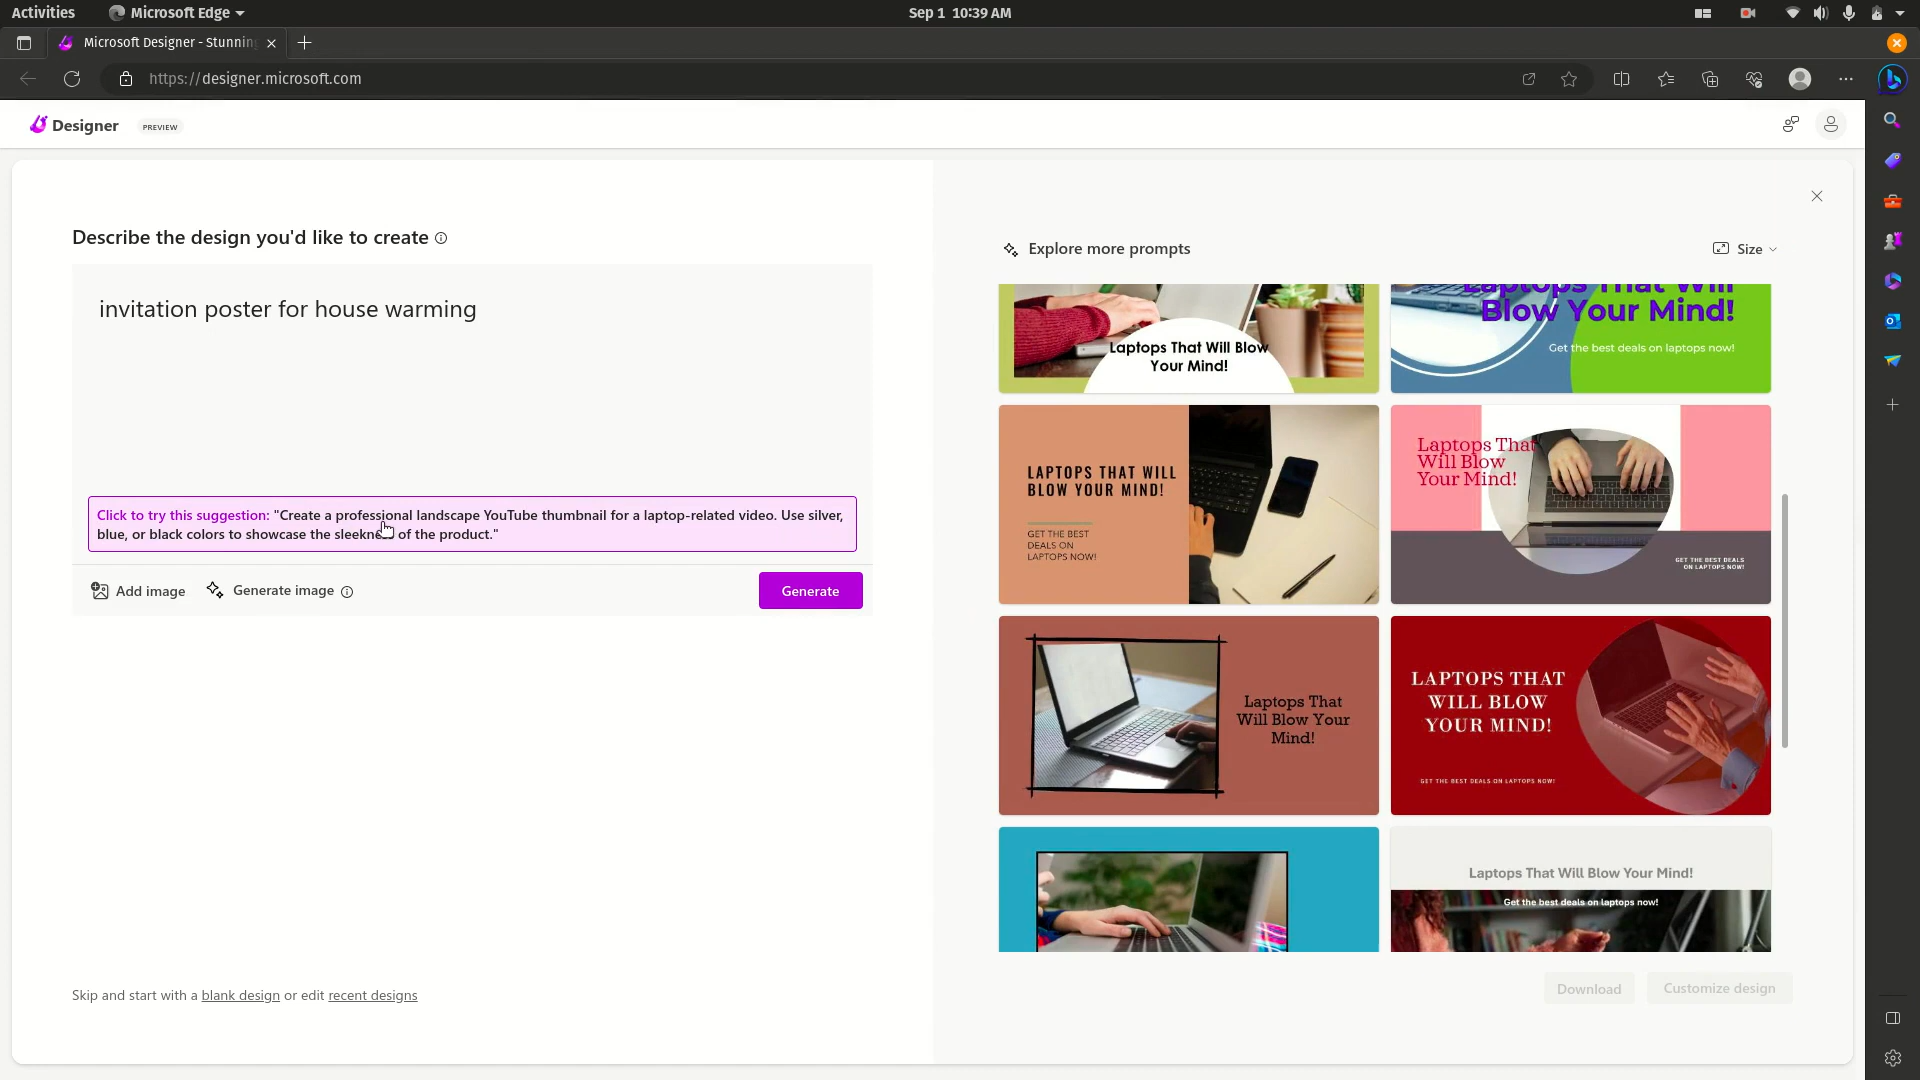 Activities
Microsoft Edge
Sep 1 10:39 AM
Microsoft Designer - Stunning
https://designer.microsoft.com
Designer
PREVIEW
Describe the design you'd like to create
invitation poster for house warming
Click to try this suggestion: "Create a professional landscape YouTube thumbnail for a laptop-related video. Use silver,
blue, or black colors to showcase the sleekness of the product."
Add image
Generate image
Generate
Skip and start with a blank design or edit recent designs
Explore more prompts
Size
Laptops That Will Blow
Your Mind!
Laptops That Will
Blow Your Mind!
Get the best deals on laptops now!
LAPTOPS THAT WILL
BLOW YOUR MIND!
GET THE BEST
DEALS ON
LAPTOPS NOW!
Laptops That
Will Blow
Your Mind!
GET THE BEST DEALS
ON LAPTOPS NOW!
Laptops That
Will Blow Your
Mind!
LAPTOPS THAT
WILL BLOW
YOUR MIND!
GET THE BEST DEALS ON LAPTOPS NOW!
Laptops That Will Blow Your Mind!
Get the best deals on laptops now!
Download
Customize design